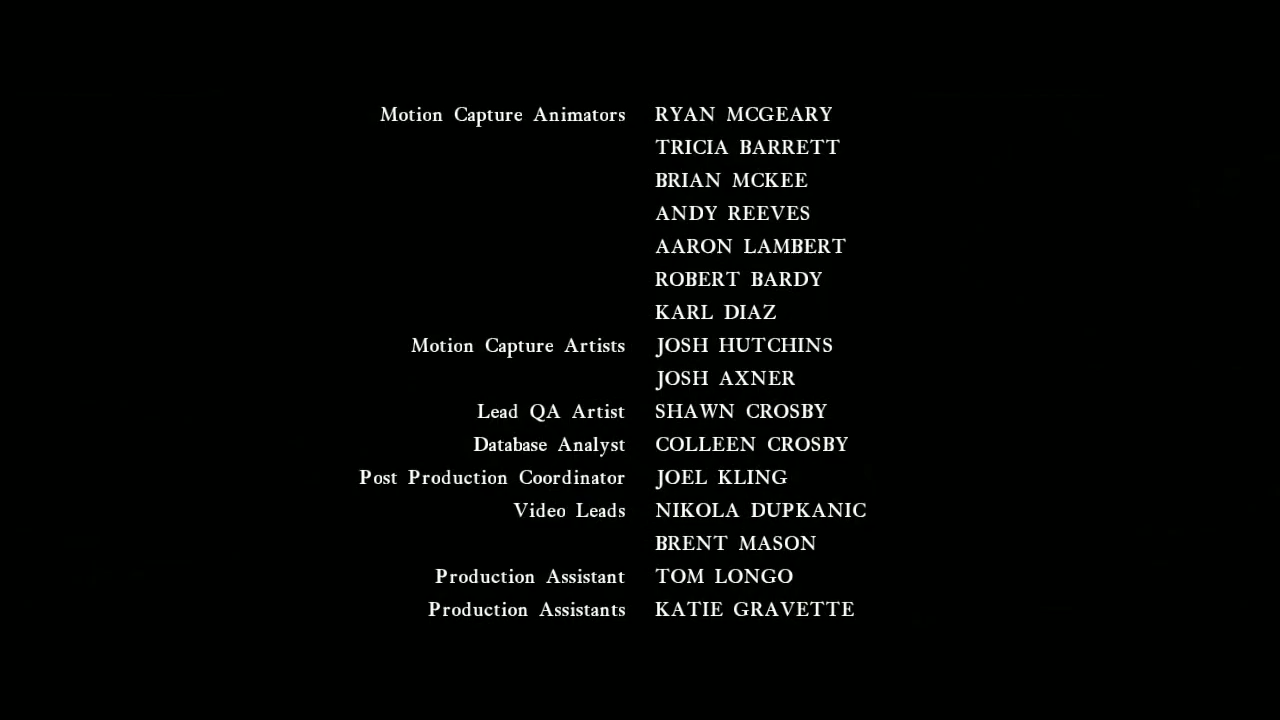 Motion Capture Animators RYAN MCGEARY
TRICIA BARRETT
BRIAN MCKEE
ANDY REEVES
AARON LAMBERT
ROBERT BARDY
KARL DIAZ
Motion Capture Artists JOSH HUTCHINS
JOSH AXNER
Lead QA Artist SHAWN CROSBY
Database Analyst COLLEEN CROSBY
Post Production Coordinator JOEL KLING
Video Leads NIKOLA DUPKANIC
BRENT MASON
Production Assistant TOM LONGO
Production Assistants KATIE GRAVETTE